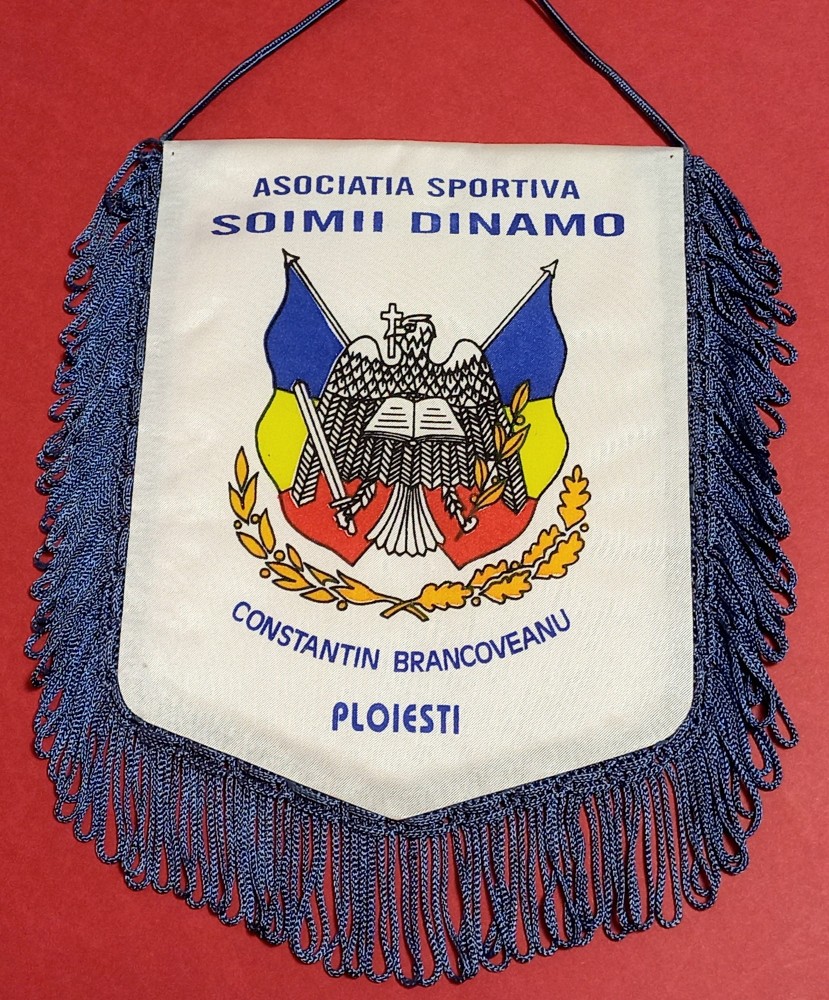 ASOCIATIA SPORTIVA
SOIMII DINAMO
CONSTANTIN BRANCOVEANU
PLOIESTI